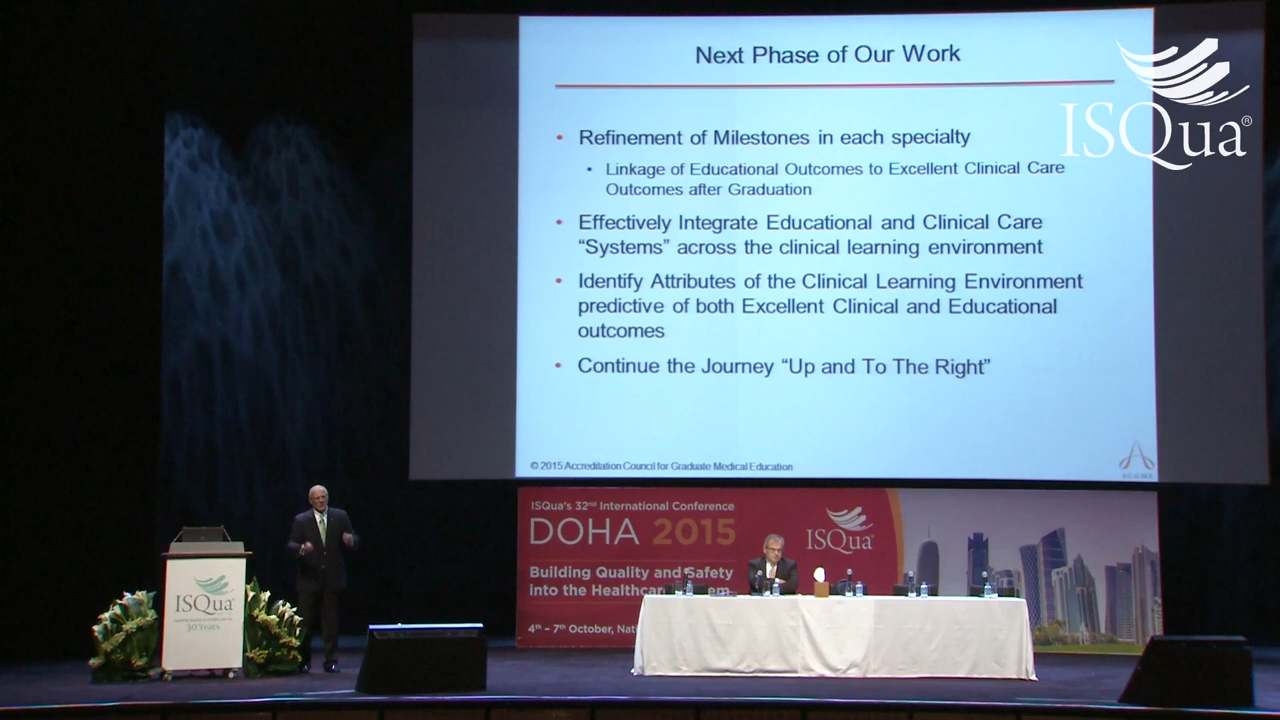 Next Phase of Our Work
• Refinement of Milestones in each specialty
• Linkage of Educational Outcomes to Excellent Clinical Care
Outcomes after Graduation
• Effectively Integrate Educational and Clinical Care
“Systems” across the clinical learning environment
• Identify Attributes of the Clinical Learning Environment
predictive of both Excellent Clinical and Educational
outcomes
• Continue the Journey “Up and To The Right”
© 2015 Accreditation Council for Graduate Medical Education
ACGME
ISQua®
ISQua's 32nd International Conference
DOHA 2015
Building Quality and Safety
into the Healthcare
4th – 7th October,
ISQua
ISQua
30 Years